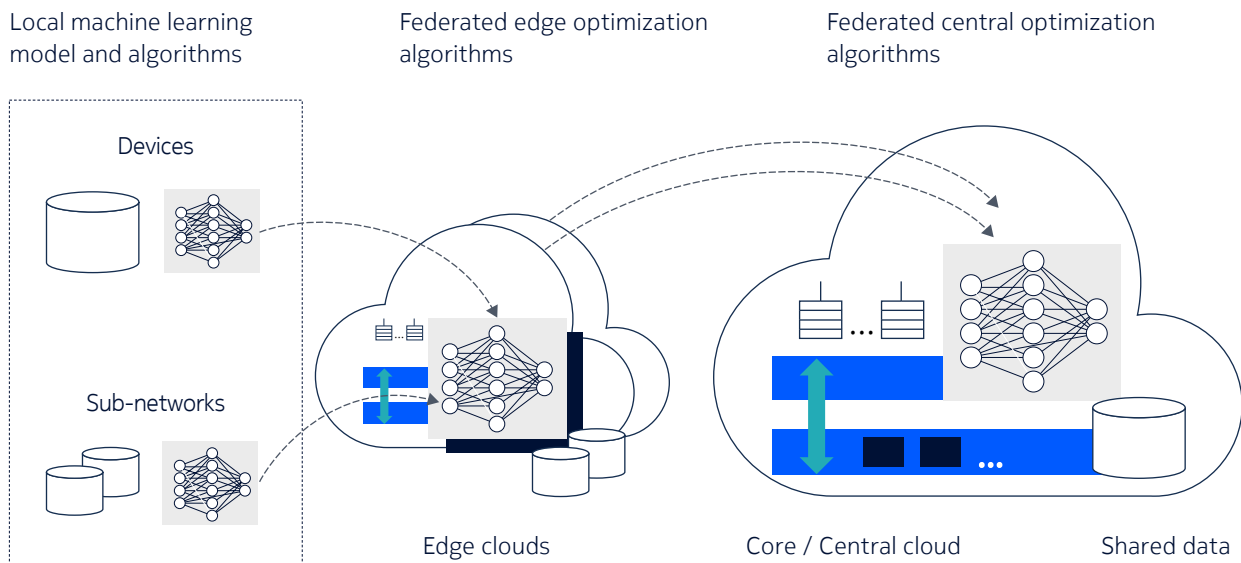 Local machine learning
model and algorithms
Federated edge optimization
algorithms
Federated central optimization
algorithms
Devices
...
...
Sub-networks
...
Edge clouds
Core / Central cloud
Shared data